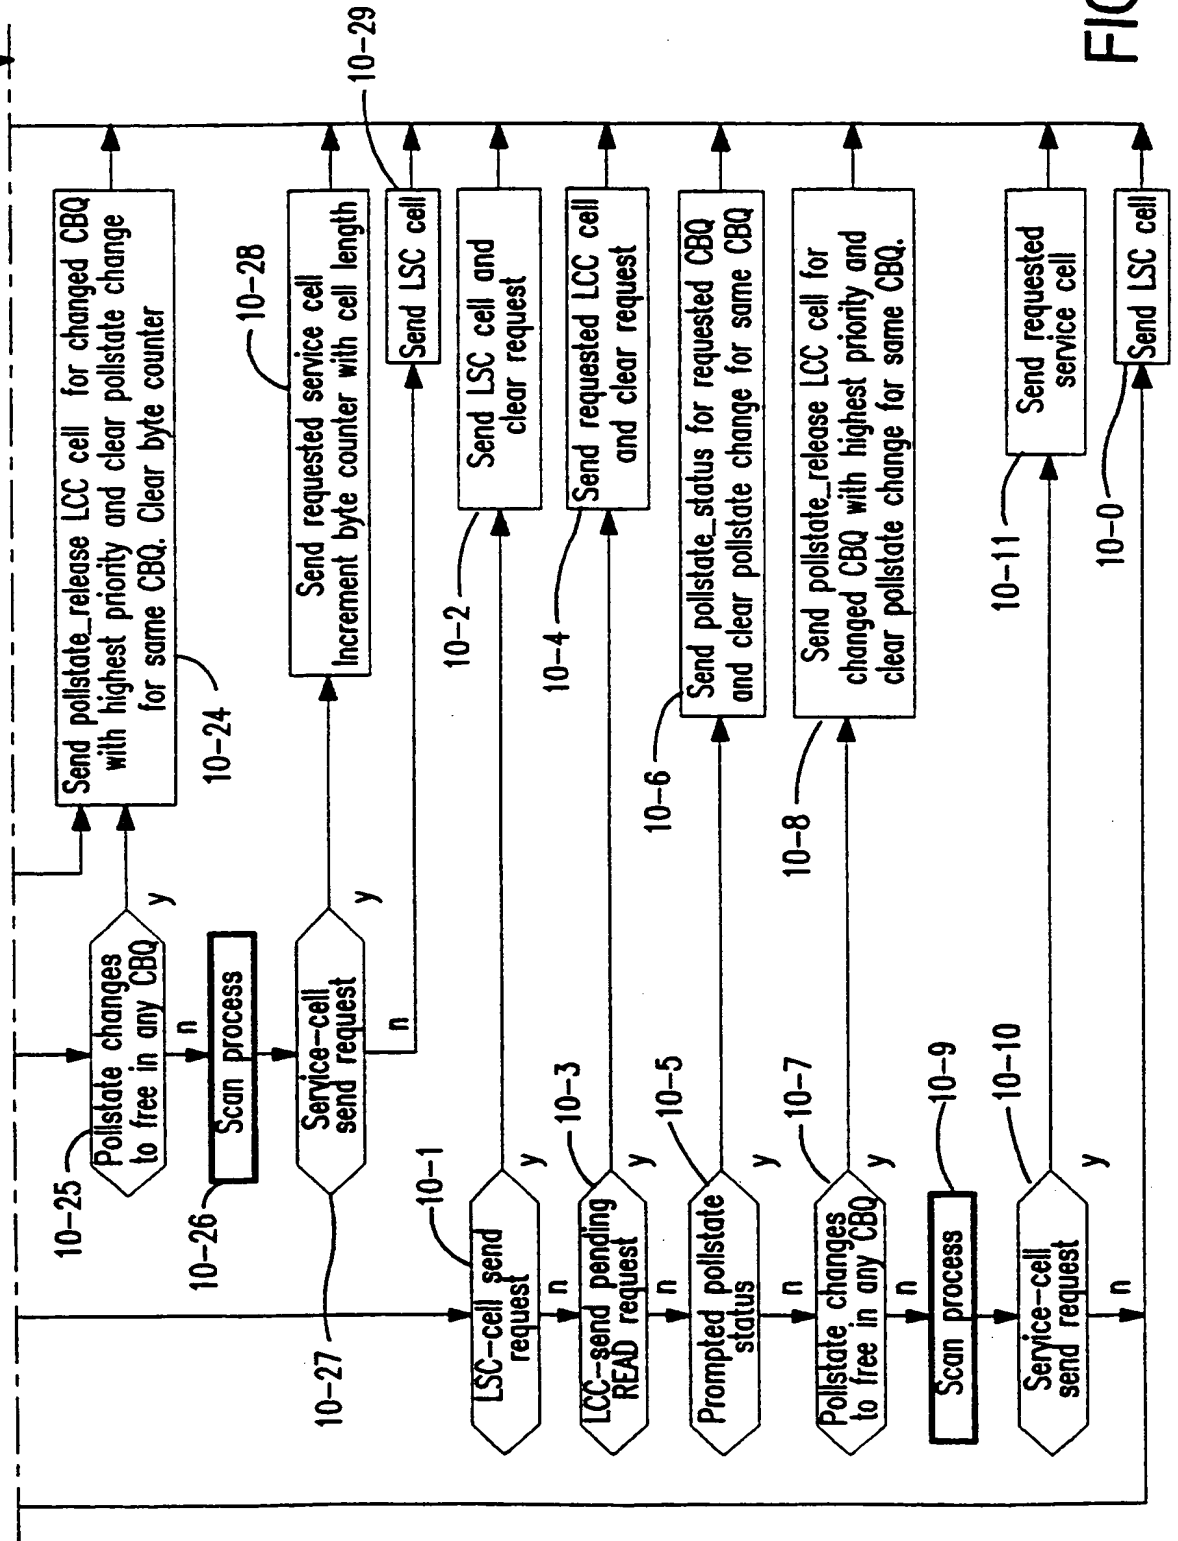 Pollstate changes
to free in any CBQ
10-25
y
n
Send pollstate_release LCC cell for changed CBQ
with highest priority and clear pollstate change
for same CBQ. Clear byte counter
10-24
Scan process
10-26
Service-cell
send request
10-27
y
n
Send requested service cell
Increment byte counter with cell length
10-28
Send LSC cell
10-29
LSC-cell send
request
10-1
y
n
Send LSC cell and
clear request
10-2
LCC-send pending
READ request
10-3
y
n
Send requested LCC cell
and clear request
10-4
Prompted pollstate
status
10-5
y
n
Send pollstate_status for requested CBQ
and clear pollstate change for same CBQ
10-6
Pollstate changes
to free in any CBQ
10-7
y
n
Send pollstate_release LCC cell for
changed CBQ with highest priority and
clear pollstate change for same CBQ.
10-8
Scan process
10-9
Service-cell
send request
10-10
y
n
Send requested
service cell
10-11
Send LSC cell
10-0